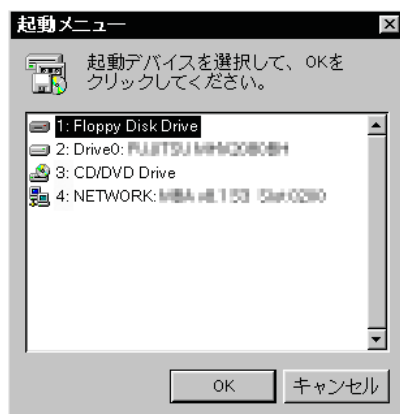 起動メニュー
起動デバイスを選択して、OKを
クリックしてください。
1: Floppy Disk Drive
2: Drive0:
3: CD/DVD Drive
4: NETWORK:
OK
キャンセル